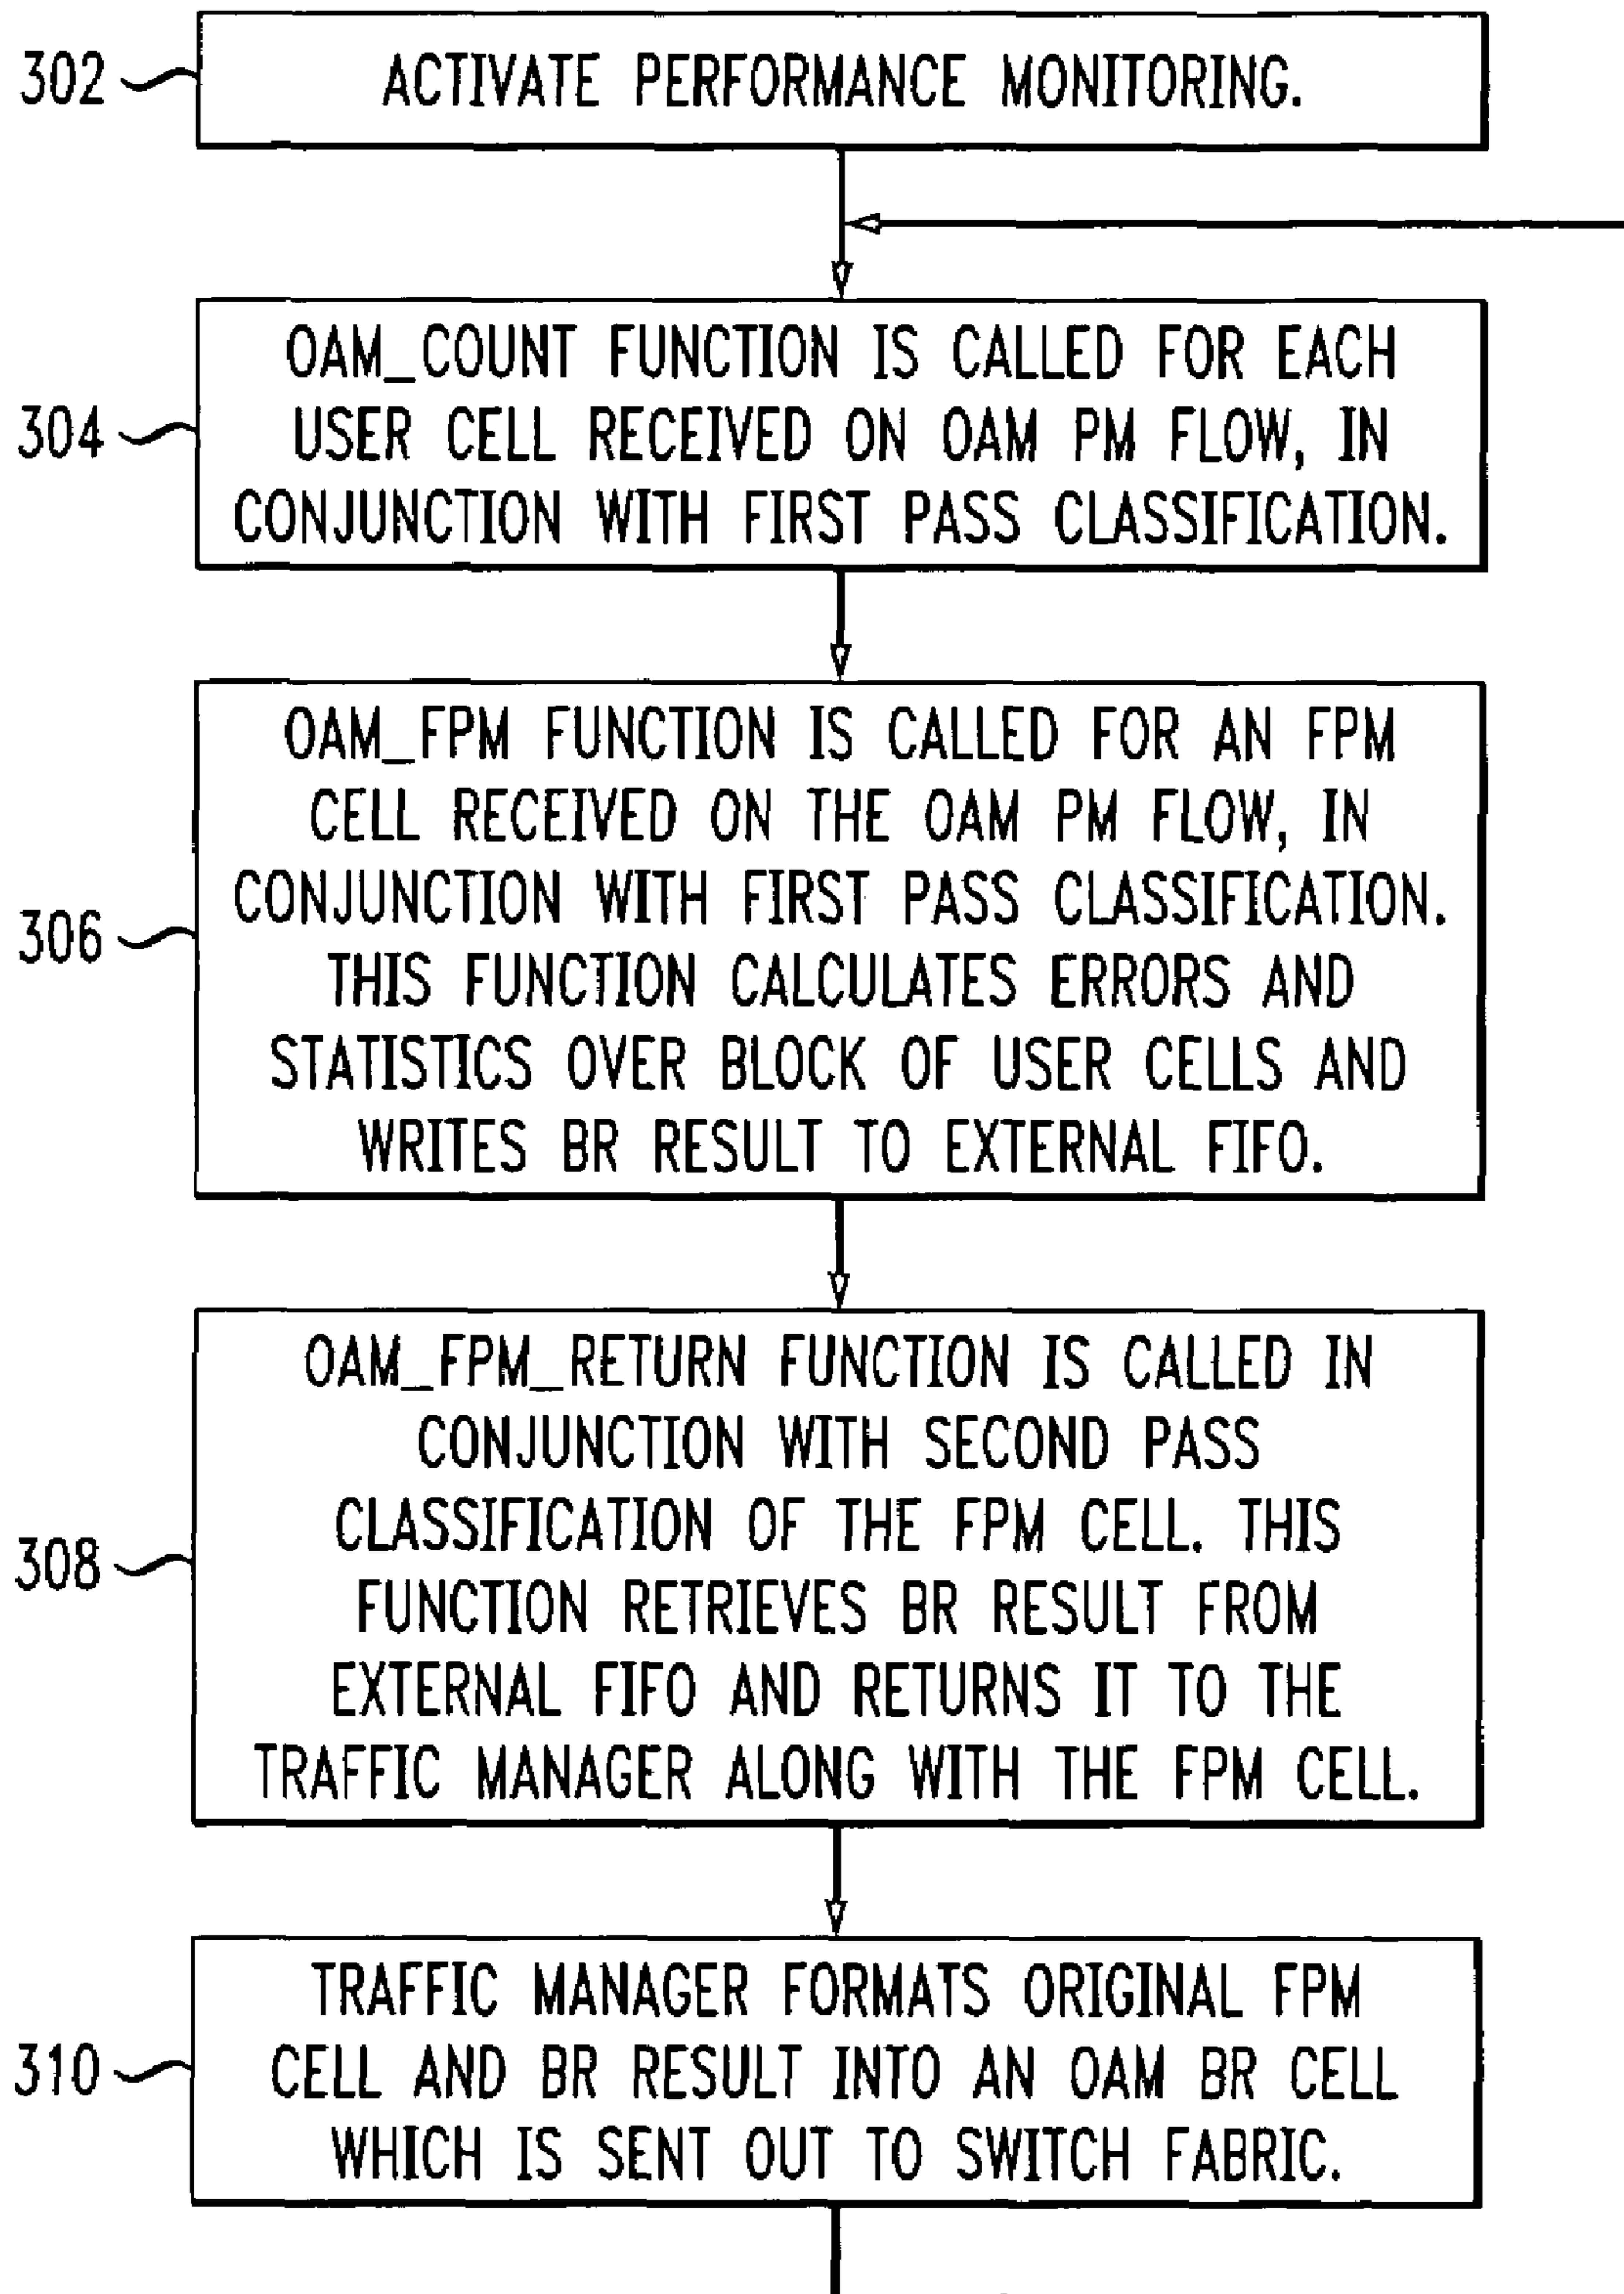 302
ACTIVATE PERFORMANCE MONITORING.
304
OAM_COUNT FUNCTION IS CALLED FOR EACH
USER CELL RECEIVED ON OAM PM FLOW, IN
CONJUNCTION WITH FIRST PASS CLASSIFICATION.
306
OAM_FPM FUNCTION IS CALLED FOR AN FPM
CELL RECEIVED ON THE OAM PM FLOW, IN
CONJUNCTION WITH FIRST PASS CLASSIFICATION.
THIS FUNCTION CALCULATES ERRORS AND
STATISTICS OVER BLOCK OF USER CELLS AND
WRITES BR RESULT TO EXTERNAL FIFO.
308
OAM_FPM_RETURN FUNCTION IS CALLED IN
CONJUNCTION WITH SECOND PASS
CLASSIFICATION OF THE FPM CELL. THIS
FUNCTION RETRIEVES BR RESULT FROM
EXTERNAL FIFO AND RETURNS IT TO THE
TRAFFIC MANAGER ALONG WITH THE FPM CELL.
310
TRAFFIC MANAGER FORMATS ORIGINAL FPM
CELL AND BR RESULT INTO AN OAM BR CELL
WHICH IS SENT OUT TO SWITCH FABRIC.